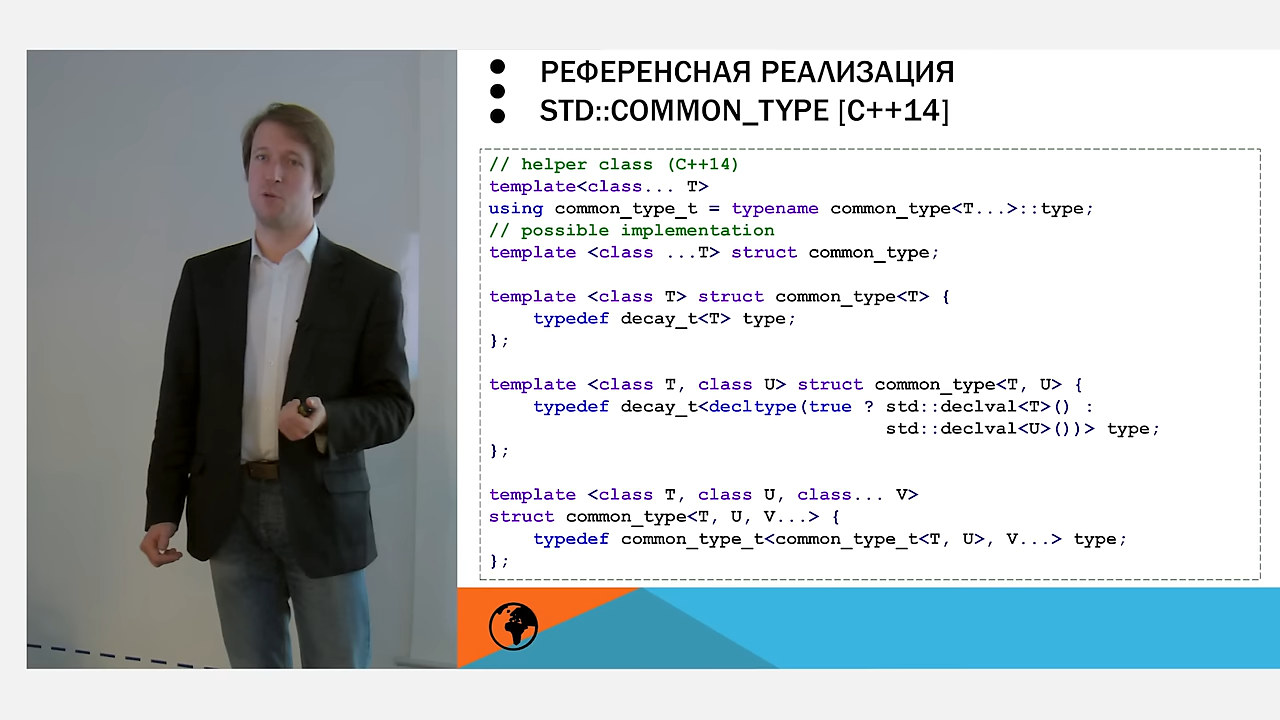 РЕФЕРЕНСНАЯ РЕАЛИЗАЦИЯ
STD::COMMON_TYPE [C++14]
// helper class (C++14)
template<class... T>
using common_type_t = typename common_type<T...>::type;
// possible implementation
template <class ...T> struct common_type;
template <class T> struct common_type<T> {
    typedef decay_t<T> type;
};
template <class T, class U> struct common_type<T, U> {
    typedef decay_t<decltype(true ? std::declval<T>() :
                                    std::declval<U>())> type;
};
template <class T, class U, class... V>
struct common_type<T, U, V...> {
    typedef common_type_t<common_type_t<T, U>, V...> type;
};